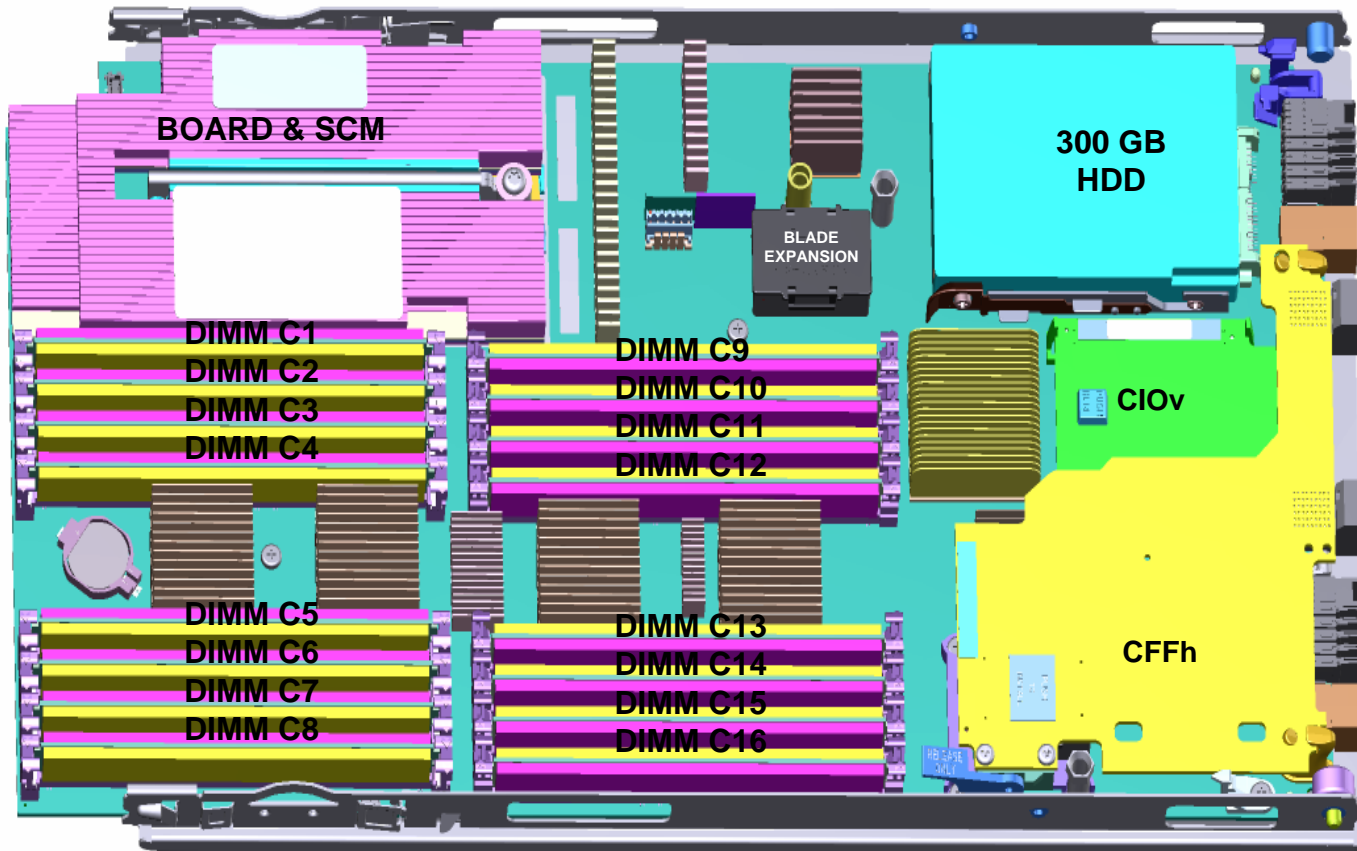 BOARD & SCM
300 GB
HDD
BLADE
EXPANSION
DIMM C1
DIMM C2
DIMM C3
DIMM C4
DIMM C9
DIMM C10
DIMM C11
DIMM C12
CIOv
DIMM C5
DIMM C6
DIMM C7
DIMM C8
DIMM C13
DIMM C14
DIMM C15
DIMM C16
CFFh
ONLY